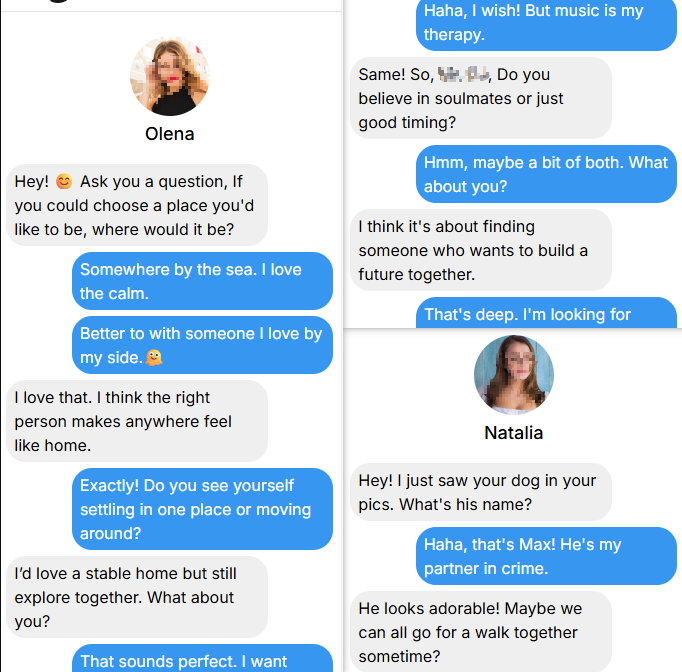 Olena
Hey! 😊 Ask you a question, If
you could choose a place you'd
like to be, where would it be?
Somewhere by the sea. I love
the calm.
Better to with someone I love by
my side.🫠
I love that. I think the right
person makes anywhere feel
like home.
Exactly! Do you see yourself
settling in one place or moving
around?
I'd love a stable home but still
explore together. What about
you?
That sounds perfect. I want
Haha, I wish! But music is my
therapy.
Same! So, , Do you
believe in soulmates or just
good timing?
Hmm, maybe a bit of both. What
about you?
I think it's about finding
someone who wants to build a
future together.
That's deep. I'm looking for
Natalia
Hey! I just saw your dog in your
pics. What's his name?
Haha, that's Max! He's my
partner in crime.
He looks adorable! Maybe we
can all go for a walk together
sometime?